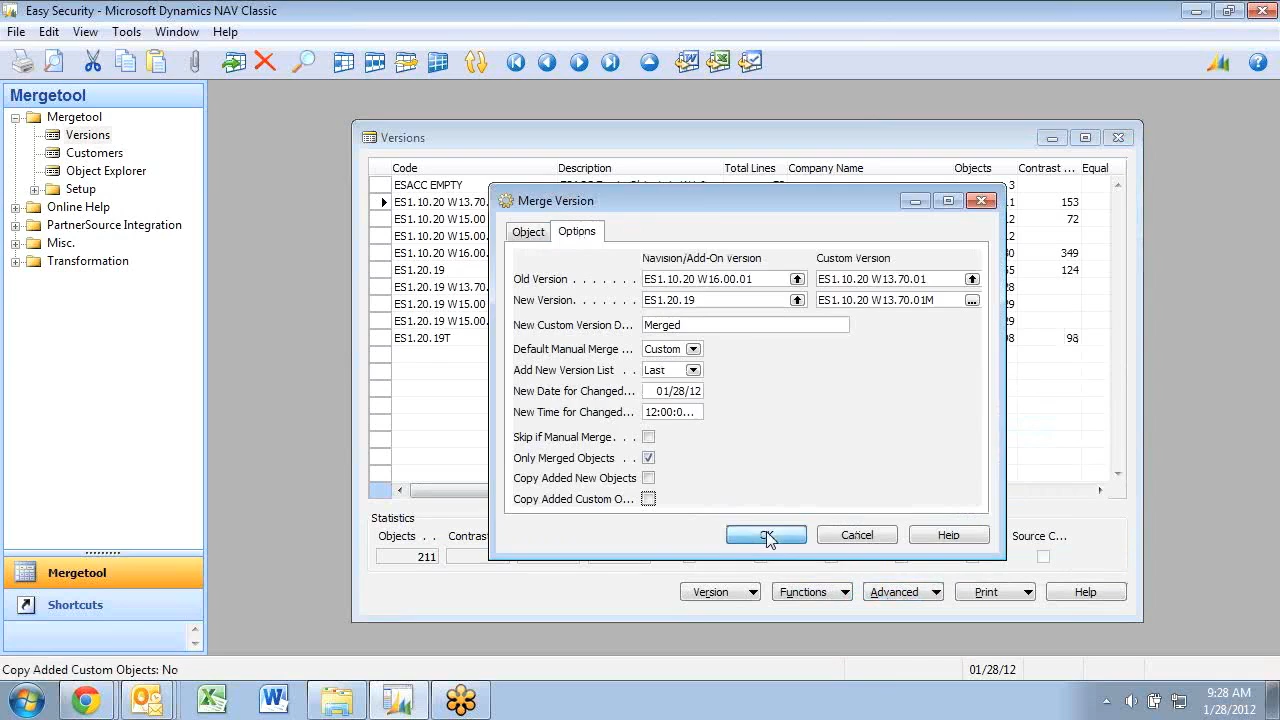 Easy Security - Microsoft Dynamics NAV Classic
File Edit View Tools Window Help
Mergetool
Mergetool
Versions
Customers
Object Explorer
Setup
Online Help
PartnerSource Integration
Misc.
Transformation
Mergetool
Shortcuts
Versions
Code Description Total Lines Company Name Objects Contrast ... Equal
ESACC EMPTY
ES1.10.20 W13.70. 153
ES1.10.20 W15.00 72
ES1.10.20 W15.00.
ES1.10.20 W16.00. 349
ES1.20.19 124
ES1.20.19 W13.70
ES1.20.19 W15.00
ES1.20.19 W15.00.
ES1.20.19T 98
Merge Version
Object Options
Navision/Add-On Version Custom Version
Old Version . . . . . . . ES1.10.20 W16.00.01 ES1.10.20 W13.70.01
New Version. . . . . . . ES1.20.19 ES1.10.20 W13.70.01M
New Custom Version D... Merged
Default Manual Merge ... Custom
Add New Version List . . Last
New Date for Changed... 01/28/12
New Time for Changed... 12:00:0...
Skip if Manual Merge. . .
Only Merged Objects . .
Copy Added New Objects
Copy Added Custom O...
OK Cancel Help
Statistics
Objects Contras Source C...
211
Version Functions Advanced Print Help
Copy Added Custom Objects: No 01/28/12
9:28 AM
1/28/2012